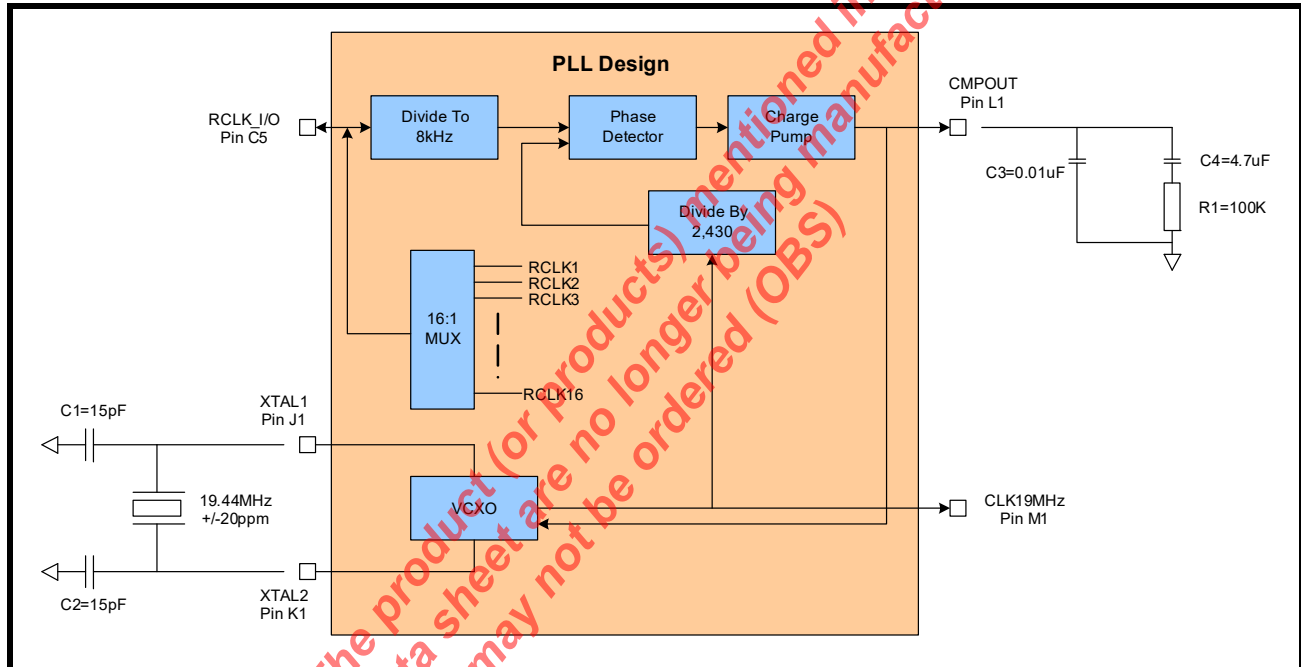 PLL Design
RCLK_I/O
Pin C5
Divide To
8kHz
Phase
Detector
Charge
Pump
CMPOUT
Pin L1
C3=0.01uF
C4=4.7uF
R1=100K
Divide By
2,430
16:1
MUX
RCLK1
RCLK2
RCLK3
RCLK16
C1=15pF
XTAL1
Pin J1
19.44MHz
+/-20ppm
VCXO
CLK19MHz
Pin M1
C2=15pF
XTAL2
Pin K1
The product (or products) mentioned in
data sheet are no longer being manufact
may not be ordered (OBS)